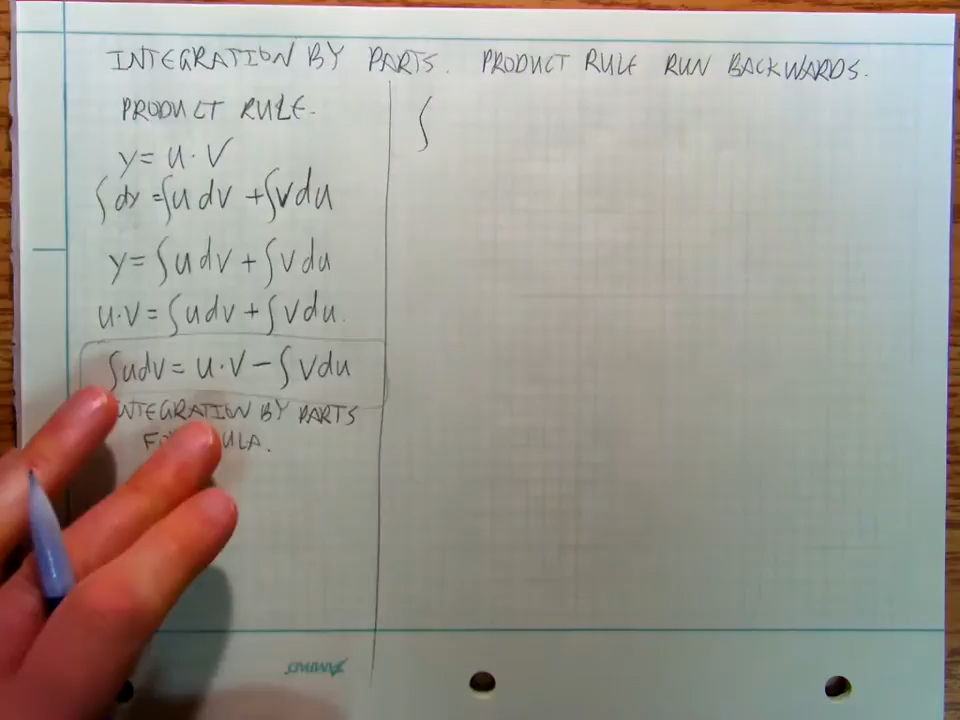 INTEGRATION BY PARTS. PRODUCT RULE RUN BACKWARDS.
PRODUCT RULE.
y = u · v
∫ dy = ∫ u dv + ∫ v du
y = ∫ u dv + ∫ v du
u · v = ∫ u dv + ∫ v du.
∫ u dv = u · v − ∫ v du
INTEGRATION BY PARTS
∫